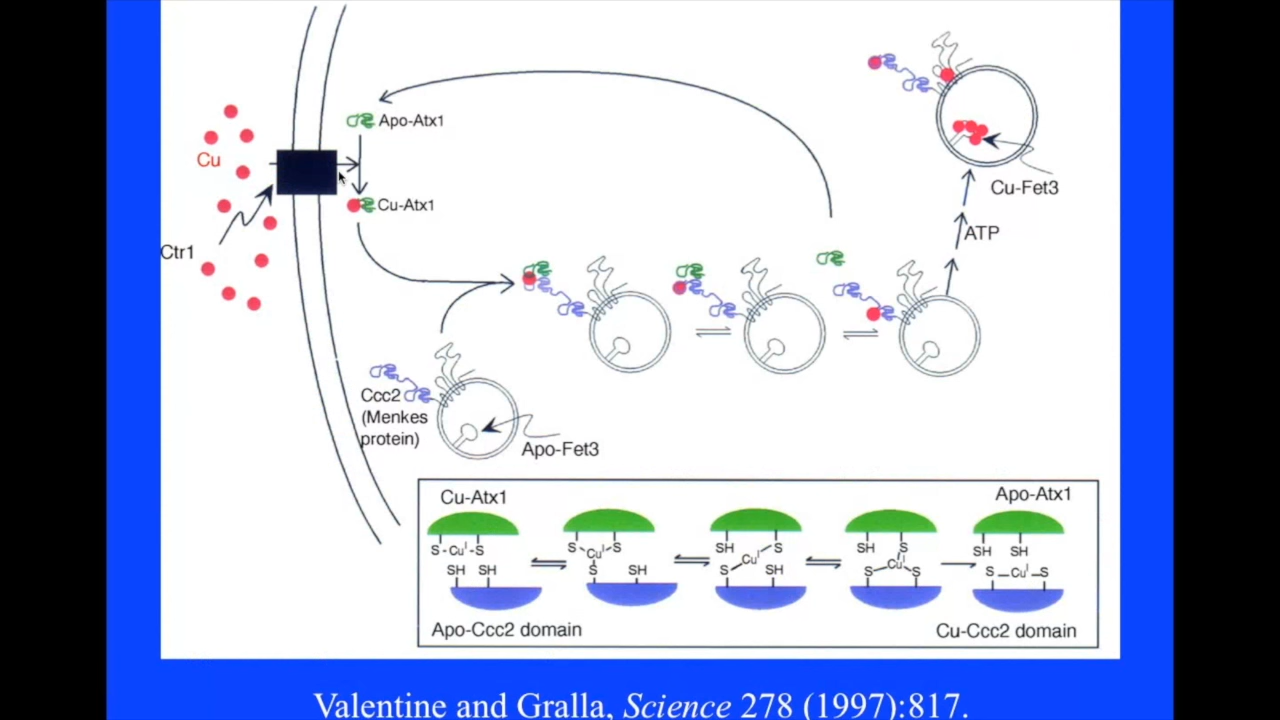 Cu
Ctr1
Apo-Atx1
Cu-Atx1
Ccc2
(Menkes
protein)
Apo-Fet3
ATP
Cu-Fet3
Cu-Atx1
Apo-Atx1
S-CuI-S
SH SH
S CuI S
S
SH
SH S
CuI
S SH
SH S
CuI
S S
SH SH
S CuI S
Apo-Ccc2 domain
Cu-Ccc2 domain
Valentine and Gralla, Science 278 (1997):817.